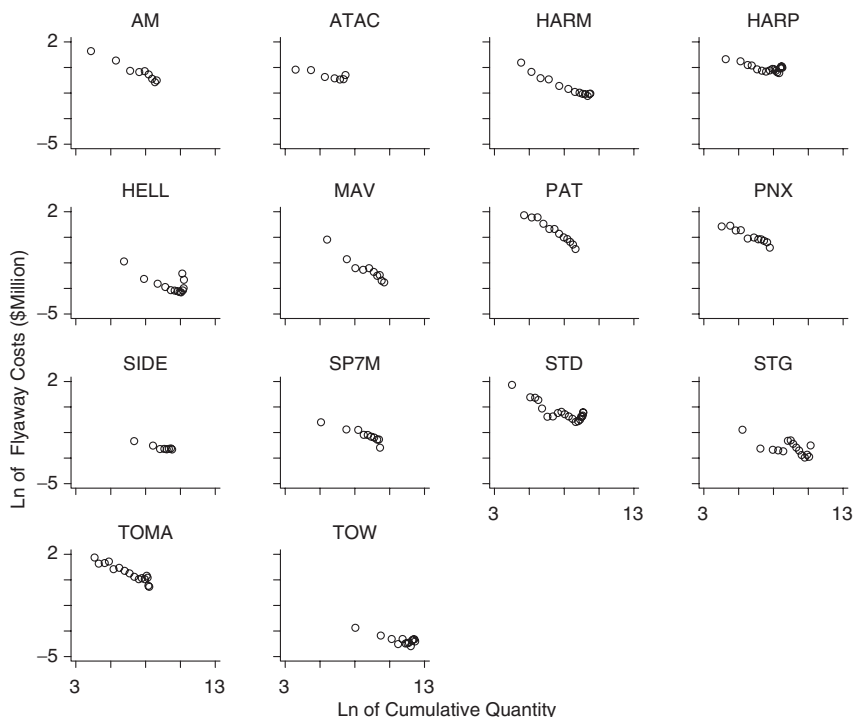 AM ATAC HARM HARP
2
−5
HELL MAV PAT PNX
2
−5
SIDE SP7M STD STG
2
−5
3 13 3 13
TOMA TOW
2
−5
3 13 3 13
Ln of Cumulative Quantity
Ln of Flyaway Costs ($Million)